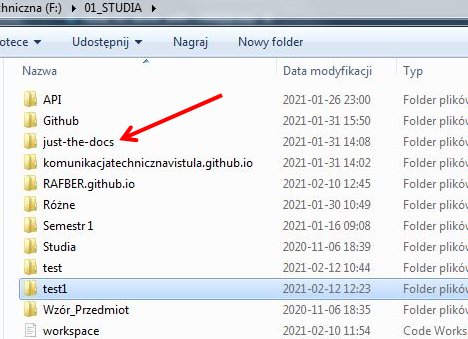 chniczna (F:) ▸ 01_STUDIA ▸
otece Udostępnij Nagraj Nowy folder
Nazwa Data modyfikacji Typ
API 2021-01-26 23:00 Folder plików
Github 2021-01-31 15:50 Folder plików
just-the-docs 2021-01-31 14:08 Folder plików
komunikacjatechnicznavistula.github.io 2021-01-31 14:02 Folder plików
RAFBER.github.io 2021-02-10 12:45 Folder plików
Różne 2021-01-30 10:49 Folder plików
Semestr 1 2021-01-16 09:08 Folder plików
Studia 2020-11-06 18:39 Folder plików
test 2021-02-12 10:44 Folder plików
test1 2021-02-12 12:23 Folder plików
Wzór_Przedmiot 2020-11-06 18:35 Folder plików
workspace 2021-02-10 11:54 Code Works